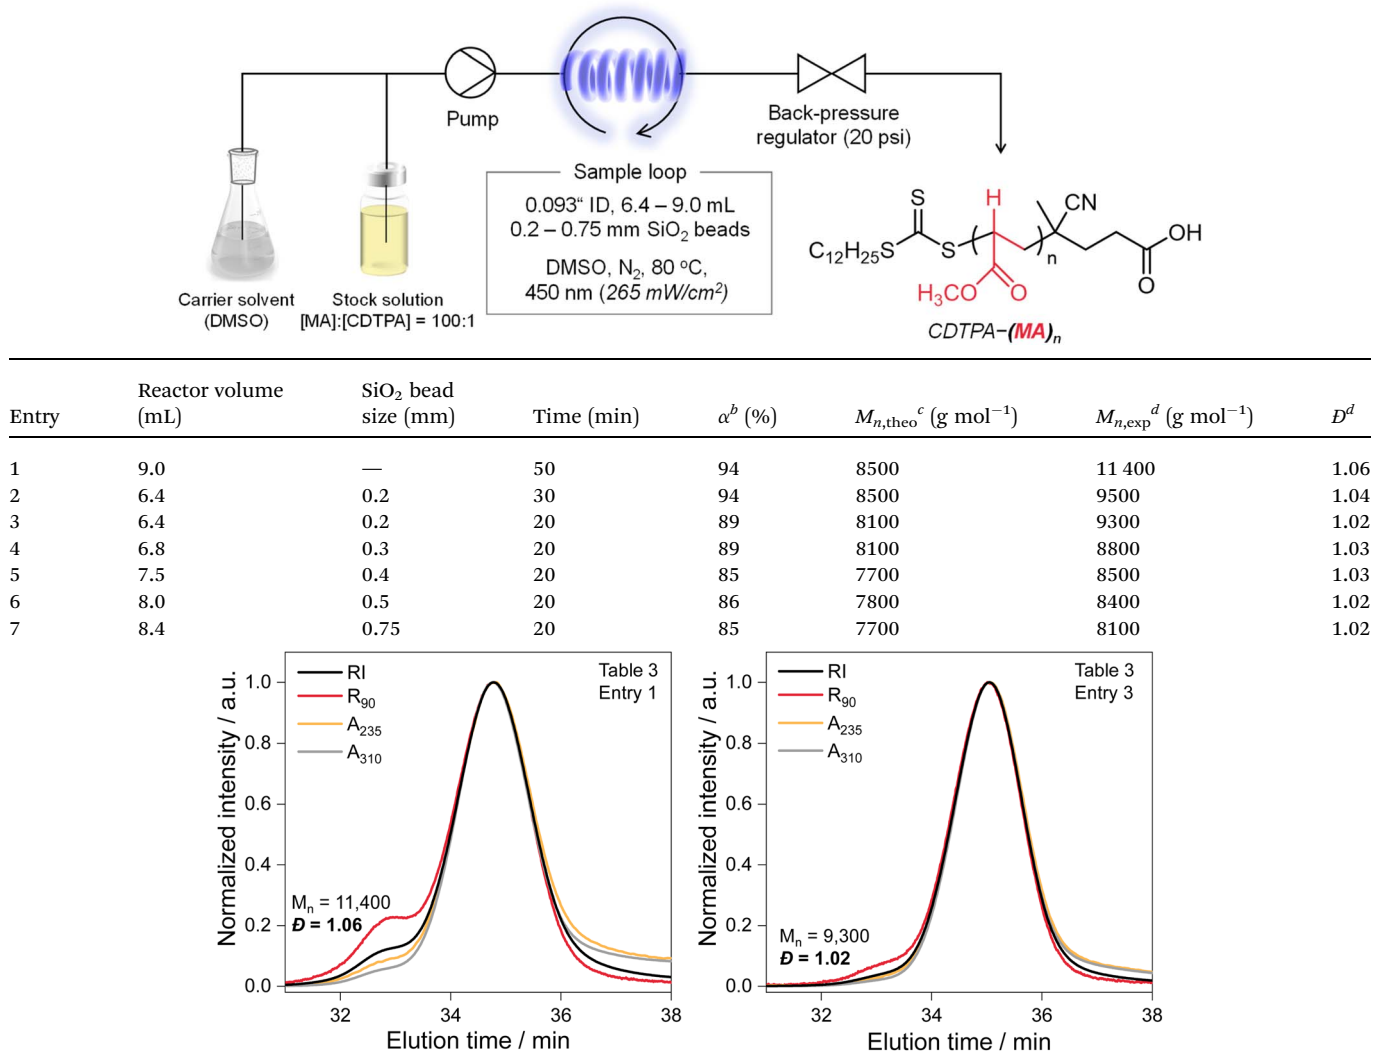 Pump
Back-pressure
regulator (20 psi)
Carrier solvent
(DMSO)
Stock solution
[MA]:[CDTPA] = 100:1
Sample loop
0.093“ ID, 6.4 – 9.0 mL
0.2 – 0.75 mm SiO2 beads
DMSO, N2, 80 ºC,
450 nm (265 mW/cm2)
S
H
CN
C12H25S
S
n
OH
O
H3CO
O
CDTPA−(MA)n
Entry	Reactor volume (mL)	SiO2 bead size (mm)	Time (min)	αb (%)	Mn,theoc (g mol−1)	Mn,expd (g mol−1)	Đd
1	9.0	—	50	94	8500	11 400	1.06
2	6.4	0.2	30	94	8500	9500	1.04
3	6.4	0.2	20	89	8100	9300	1.02
4	6.8	0.3	20	89	8100	8800	1.03
5	7.5	0.4	20	85	7700	8500	1.03
6	8.0	0.5	20	86	7800	8400	1.02
7	8.4	0.75	20	85	7700	8100	1.02
Normalized intensity / a.u.
1.0
0.8
0.6
0.4
0.2
0.0
RI
R90
A235
A310
Table 3
Entry 1
Mn = 11,400
Đ = 1.06
32 34 36 38
Elution time / min
Normalized intensity / a.u.
1.0
0.8
0.6
0.4
0.2
0.0
RI
R90
A235
A310
Table 3
Entry 3
Mn = 9,300
Đ = 1.02
32 34 36 38
Elution time / min